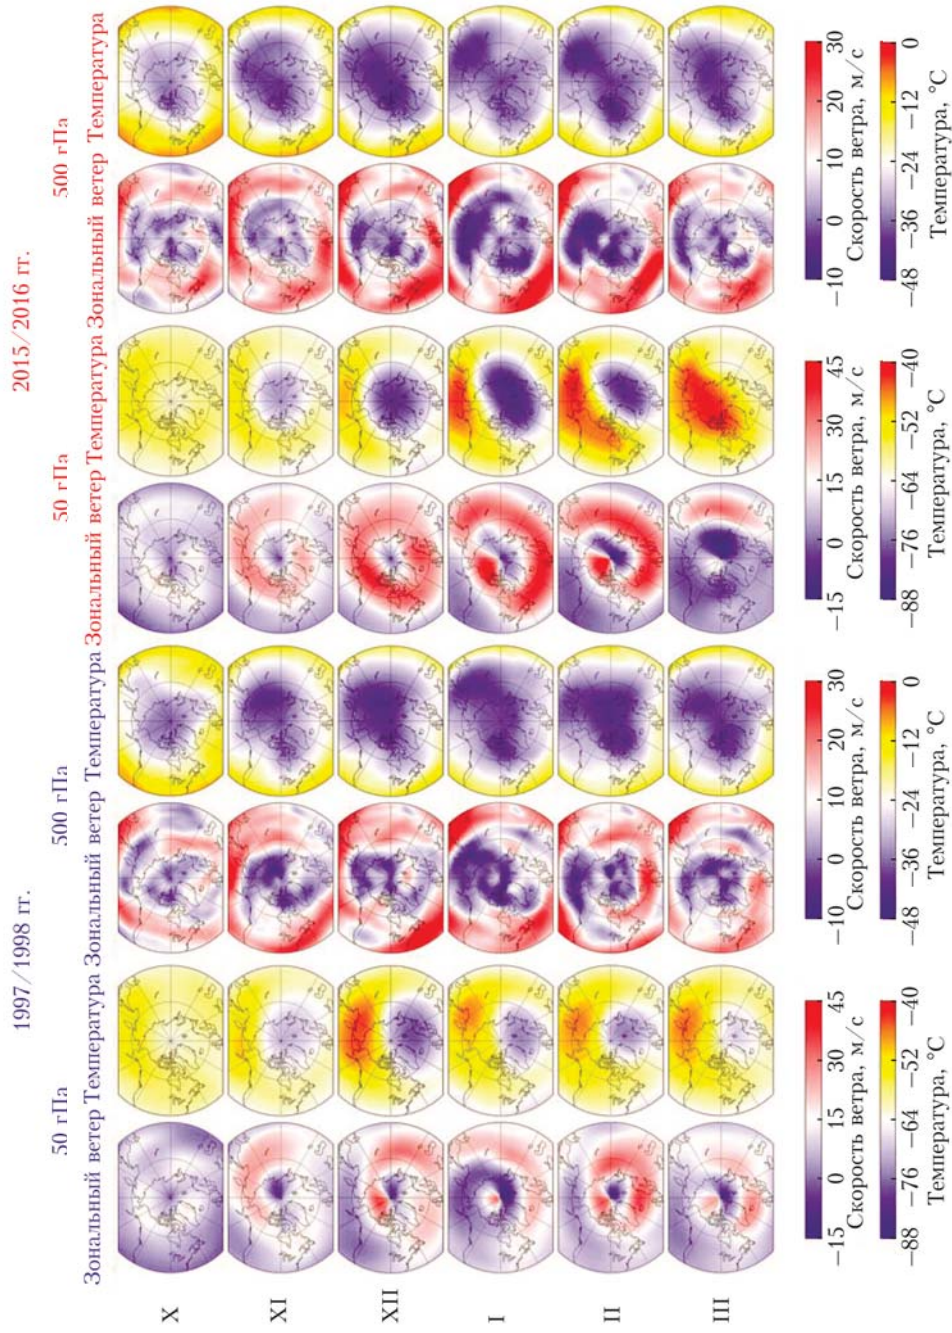 1997/1998 гг.
2015/2016 гг.
50 гПа
500 гПа
50 гПа
500 гПа
Зональный ветер Температура Зональный ветер Температура Зональный ветер Температура Зональный ветер Температура
X
XI
XII
I
II
III
−15 0 15 30 45
Скорость ветра, м/с
−10 0 10 20 30
Скорость ветра, м/с
−15 0 15 30 45
Скорость ветра, м/с
−10 0 10 20 30
Скорость ветра, м/с
−88 −76 −64 −52 −40
Температура, °C
−48 −36 −24 −12 0
Температура, °C
−88 −76 −64 −52 −40
Температура, °C
−48 −36 −24 −12 0
Температура, °C